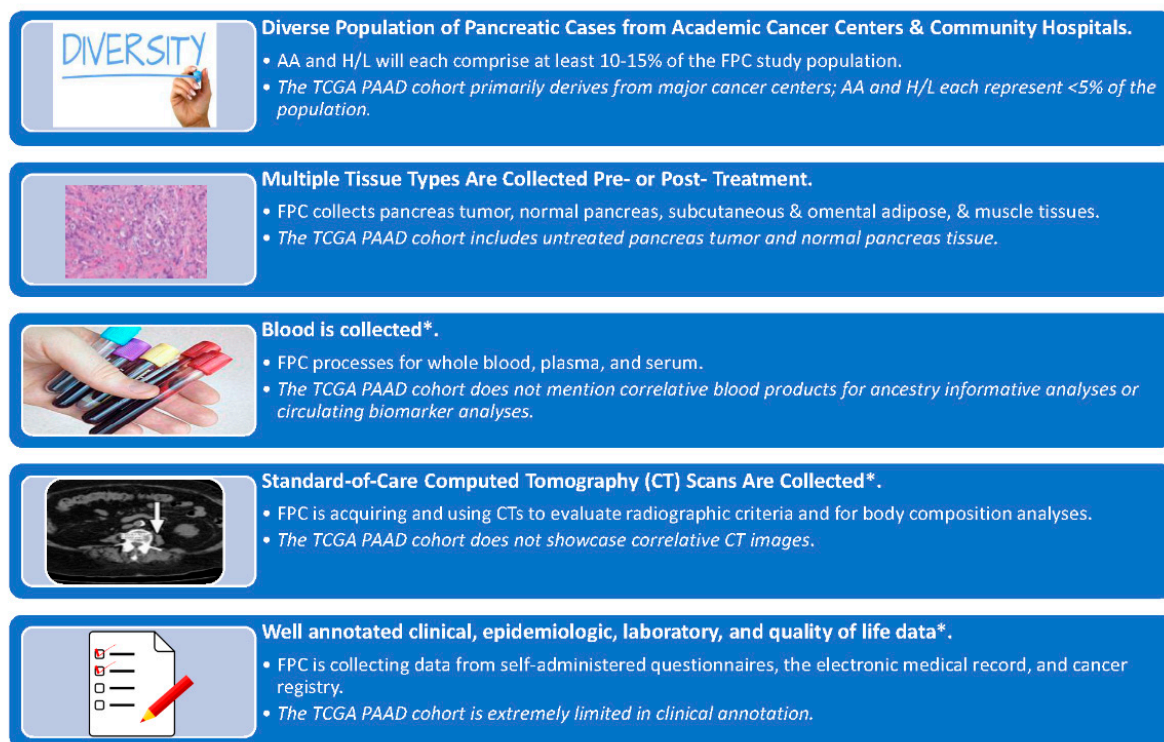 DIVERSITY
Diverse Population of Pancreatic Cases from Academic Cancer Centers & Community Hospitals.
• AA and H/L will each comprise at least 10-15% of the FPC study population.
• The TCGA PAAD cohort primarily derives from major cancer centers; AA and H/L each represent <5% of the
population.
Multiple Tissue Types Are Collected Pre- or Post- Treatment.
• FPC collects pancreas tumor, normal pancreas, subcutaneous & omental adipose, & muscle tissues.
• The TCGA PAAD cohort includes untreated pancreas tumor and normal pancreas tissue.
Blood is collected*.
• FPC processes for whole blood, plasma, and serum.
• The TCGA PAAD cohort does not mention correlative blood products for ancestry informative analyses or
circulating biomarker analyses.
Standard-of-Care Computed Tomography (CT) Scans Are Collected*.
• FPC is acquiring and using CTs to evaluate radiographic criteria and for body composition analyses.
• The TCGA PAAD cohort does not showcase correlative CT images.
Well annotated clinical, epidemiologic, laboratory, and quality of life data*.
• FPC is collecting data from self-administered questionnaires, the electronic medical record, and cancer
registry.
• The TCGA PAAD cohort is extremely limited in clinical annotation.